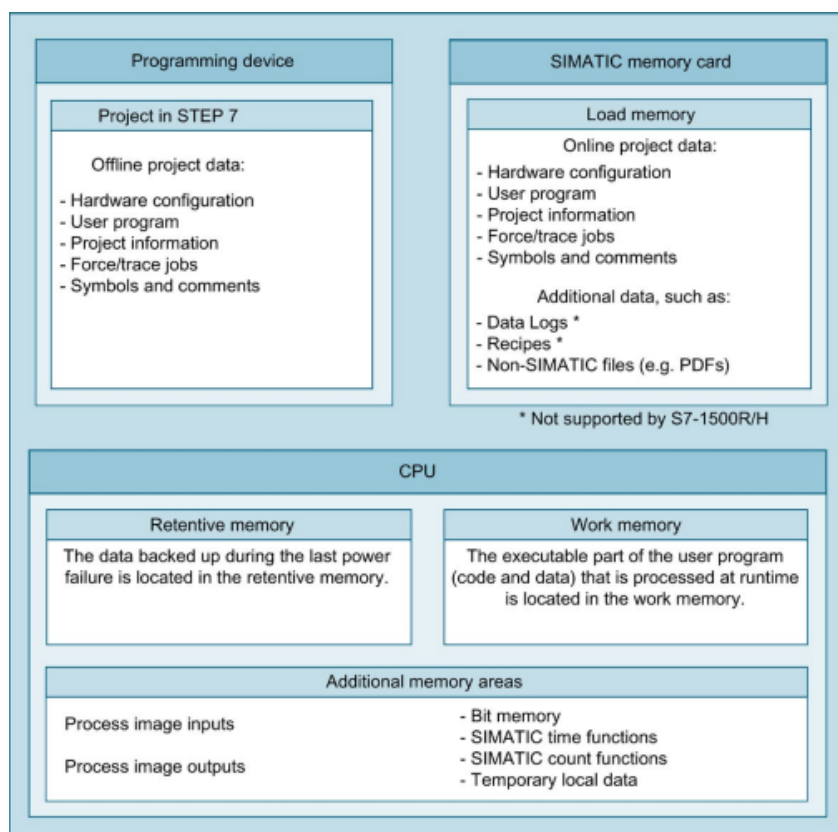 Programming device
Project in STEP 7
Offline project data:
- Hardware configuration
- User program
- Project information
- Force/trace jobs
- Symbols and comments
SIMATIC memory card
Load memory
Online project data:
- Hardware configuration
- User program
- Project information
- Force/trace jobs
- Symbols and comments
Additional data, such as:
- Data Logs *
- Recipes *
- Non-SIMATIC files (e.g. PDFs)
* Not supported by S7-1500R/H
CPU
Retentive memory
The data backed up during the last power
failure is located in the retentive memory.
Work memory
The executable part of the user program
(code and data) that is processed at runtime
is located in the work memory.
Additional memory areas
Process image inputs
Process image outputs
- Bit memory
- SIMATIC time functions
- SIMATIC count functions
- Temporary local data